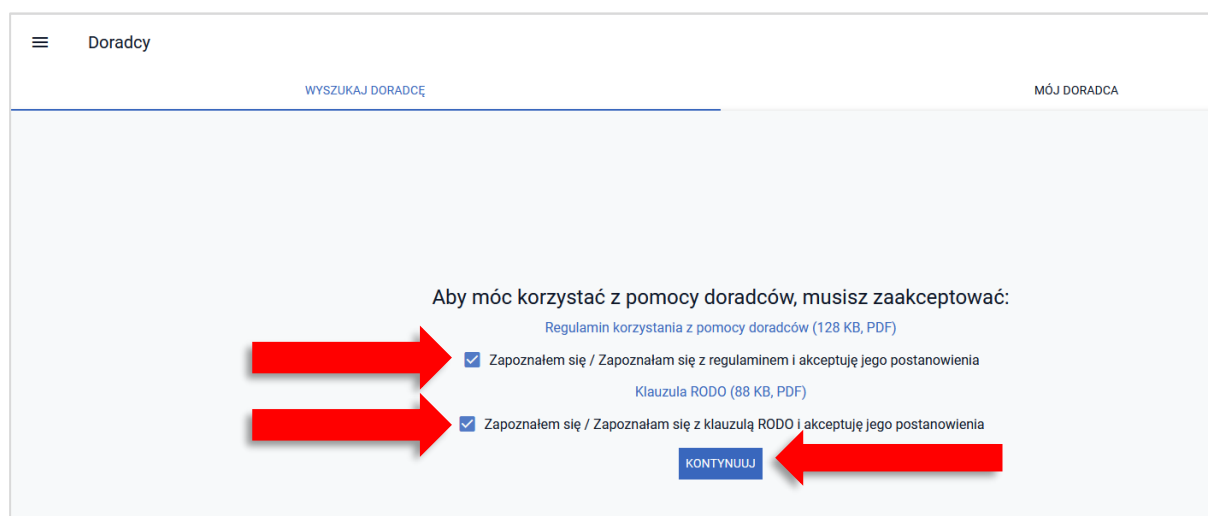 Doradcy
WYSZUKAJ DORADCĘ
MÓJ DORADCA
Aby móc korzystać z pomocy doradców, musisz zaakceptować:
Regulamin korzystania z pomocy doradców (128 KB, PDF)
Zapoznałem się / Zapoznałam się z regulaminem i akceptuję jego postanowienia
Klauzula RODO (88 KB, PDF)
Zapoznałem się / Zapoznałam się z klauzulą RODO i akceptuję jego postanowienia
KONTYNUUJ